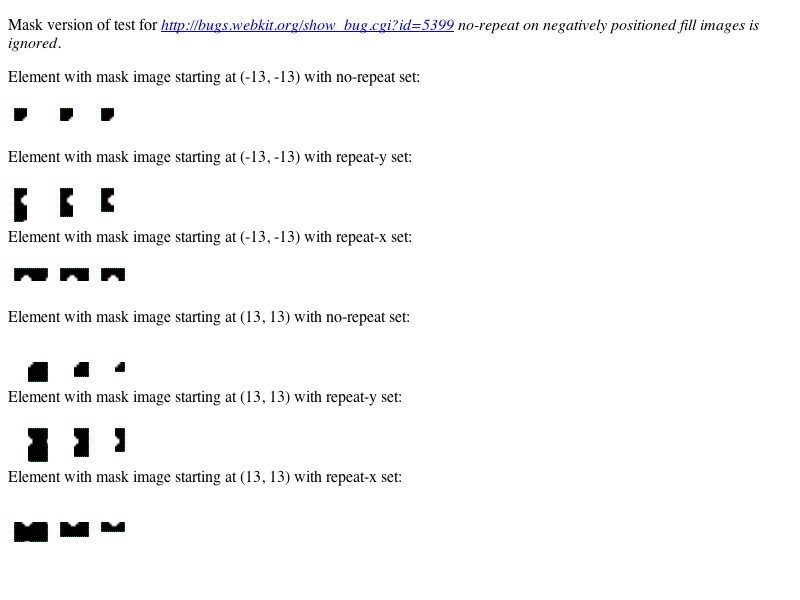 Mask version of test for http://bugs.webkit.org/show_bug.cgi?id=5399 no-repeat on negatively positioned fill images is
ignored.
Element with mask image starting at (-13, -13) with no-repeat set:
Element with mask image starting at (-13, -13) with repeat-y set:
Element with mask image starting at (-13, -13) with repeat-x set:
Element with mask image starting at (13, 13) with no-repeat set:
Element with mask image starting at (13, 13) with repeat-y set:
Element with mask image starting at (13, 13) with repeat-x set: